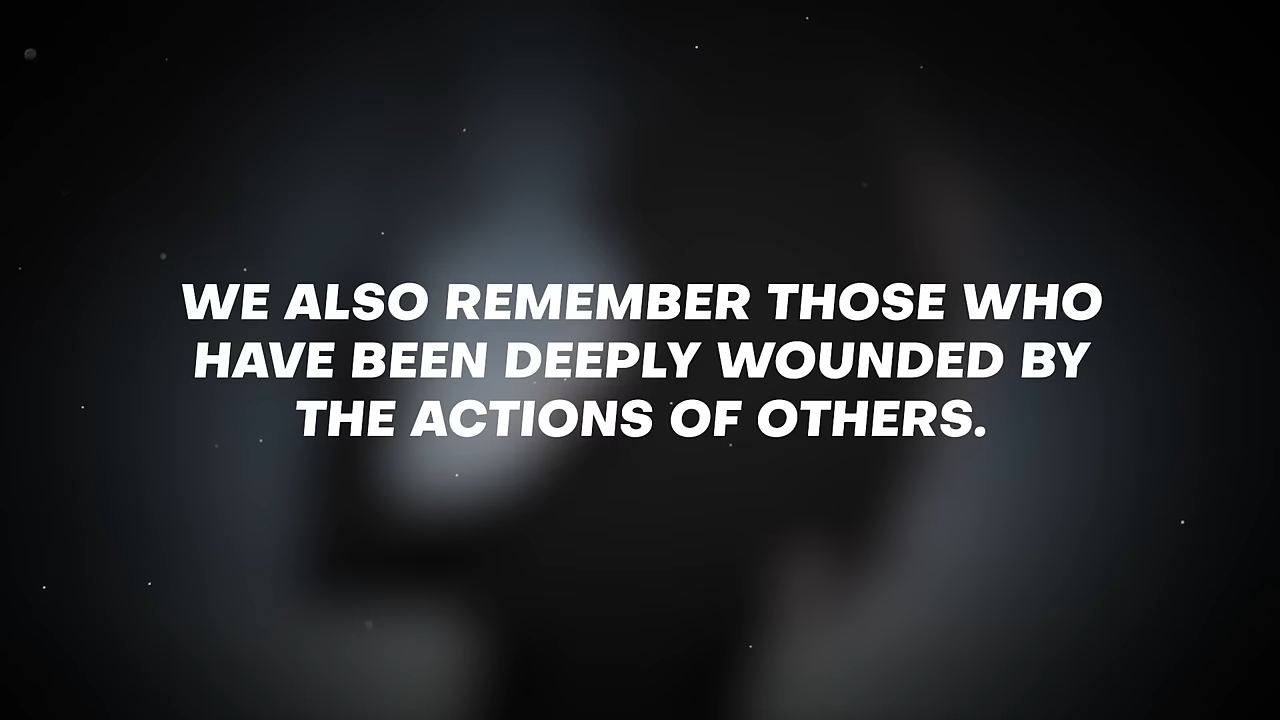 WE ALSO REMEMBER THOSE WHO
HAVE BEEN DEEPLY WOUNDED BY
THE ACTIONS OF OTHERS.